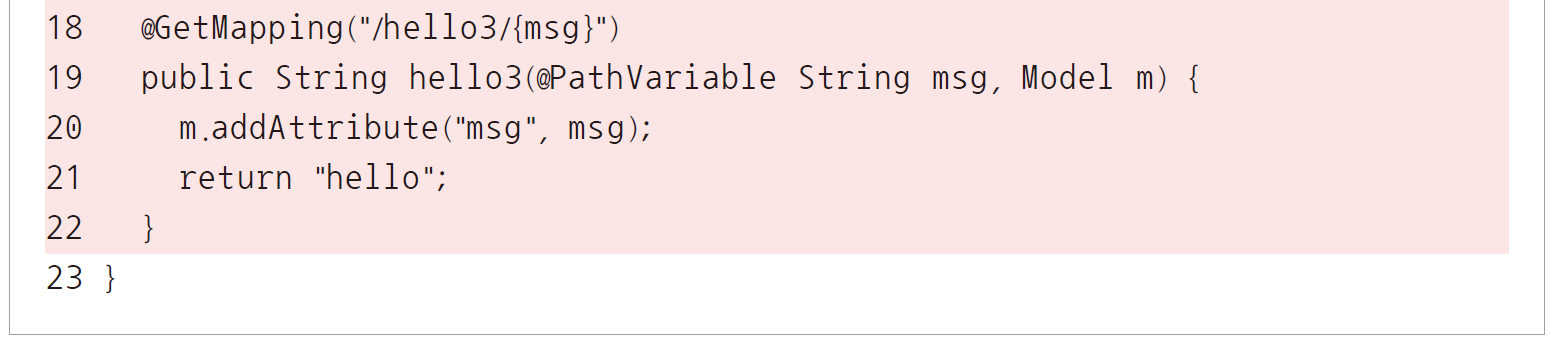 18   @GetMapping("/hello3/{msg}")
19   public String hello3(@PathVariable String msg, Model m) {
20     m.addAttribute("msg", msg);
21     return "hello";
22   }
23 }